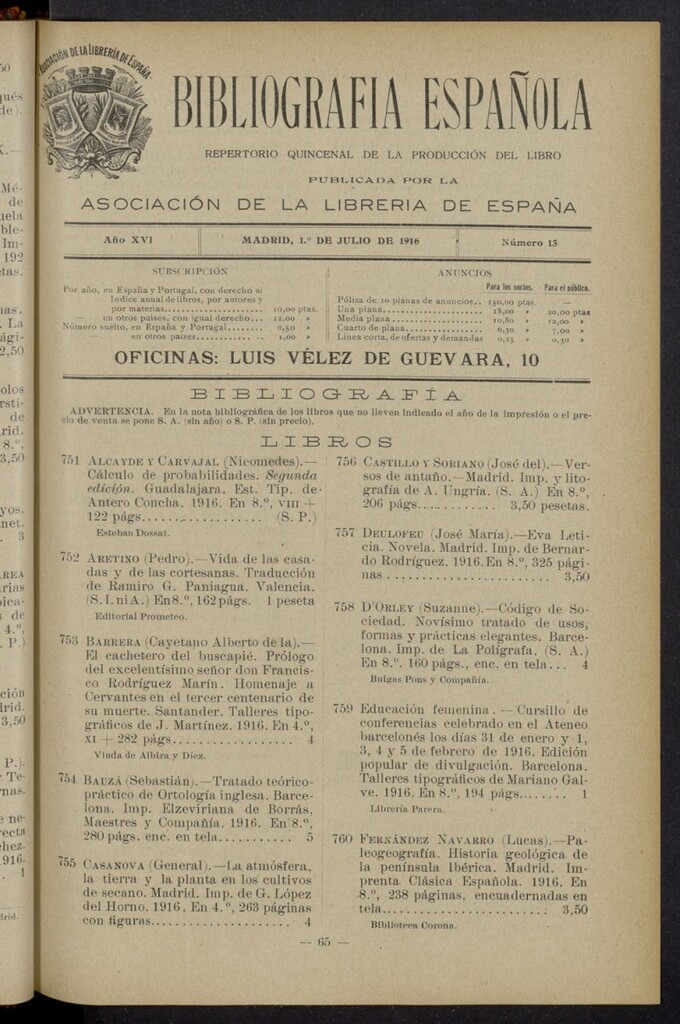 ASOCIACIÓN DE LA LIBRERIA DE ESPAÑA
BIBLIOGRAFIA ESPAÑOLA
REPERTORIO QUINCENAL DE LA PRODUCCIÓN DEL LIBRO
PUBLICADA POR LA
ASOCIACIÓN DE LA LIBRERIA DE ESPAÑA
Año XVI
MADRID, 1.º DE JULIO DE 1916
Número 13
SUBSCRIPCIÓN
Por año, en España y Portugal, con derecho al
Indice anual de libros, por autores y
por materias.................... 10,00 ptas.
— en otros países, con igual derecho... 12,00 »
Número suelto, en España y Portugal....... 0,50 »
— en otros países.............. 1,00 »
ANUNCIOS
Para los socios. Para el público.
Póliza de 10 planas de anuncios.. 150,00 ptas. —
Una plana...................... 18,00 » 20,00 ptas
Media plana.................... 10,80 » 12,00 »
Cuarto de plana................ 6,30 » 7,00 »
Línea corta, de ofertas y demandas 0,25 » 0,30 »
OFICINAS: LUIS VÉLEZ DE GUEVARA, 10
BIBLIOGRAFÍA
ADVERTENCIA. En la nota bibliográfica de los libros que no lleven indicado el año de la impresión o el pre-
cio de venta se pone S. A. (sin año) o S. P. (sin precio).
LIBROS
751 ALCAYDE Y CARVAJAL (Nicomedes).—
Cálculo de probabilidades. Segunda
edición. Guadalajara. Est. Tip. de
Antero Concha. 1916. En 8.º, VIII +
122 págs................. (S. P.)
Esteban Dossat.
752 ARETINO (Pedro).—Vida de las casa-
das y de las cortesanas. Traducción
de Ramiro G. Paniagua. Valencia.
(S. l. ni A.) En 8.º, 162 págs. 1 peseta
Editorial Prometeo.
753 BARRERA (Cayetano Alberto de la).—
El cachetero del buscapié. Prólogo
del excelentísimo señor don Francis-
co Rodríguez Marín. Homenaje a
Cervantes en el tercer centenario de
su muerte. Santander. Talleres tipo-
gráficos de J. Martínez. 1916. En 4.º,
XI + 282 págs................. 4
Viuda de Albira y Díez.
754 BAUZÁ (Sebastián).—Tratado teórico-
práctico de Ortología inglesa. Barce-
lona. Imp. Elzeviriana de Borrás,
Maestres y Compañía. 1916. En 8.º,
280 págs. enc. en tela........... 5
755 CASANOVA (General).—La atmósfera,
la tierra y la planta en los cultivos
de secano. Madrid. Imp. de G. López
del Horno. 1916. En 4.º, 263 páginas
con figuras.................... 4
756 CASTILLO Y SORIANO (José del).—Ver-
sos de antaño.—Madrid. Imp. y lito-
grafía de A. Ungría. (S. A.) En 8.º,
206 págs............ 3,50 pesetas.
757 DEULOFEU (José María).—Eva Leti-
cia. Novela. Madrid. Imp. de Bernar-
do Rodríguez. 1916. En 8.º, 325 pági-
nas....................... 3,50
758 D'ORLEY (Suzanne).—Código de So-
ciedad. Novísimo tratado de usos,
formas y prácticas elegantes. Barce-
lona. Imp. de La Polígrafa. (S. A.)
En 8.º. 160 págs., enc. en tela... 4
Buigas Pons y Compañía.
759 Educación femenina.—Cursillo de
conferencias celebrado en el Ateneo
barcelonés los días 31 de enero y 1,
3, 4 y 5 de febrero de 1916. Edición
popular de divulgación. Barcelona.
Talleres tipográficos de Mariano Gal-
ve. 1916. En 8.º, 194 págs........ 1
Librería Parera.
760 FERNÁNDEZ NAVARRO (Lucas).—Pa-
leogeografía. Historia geológica de
la península Ibérica. Madrid. Im-
prenta Clásica Española. 1916. En
8.º, 238 páginas, encuadernadas en
tela....................... 3,50
Biblioteca Corona.
— 65 —